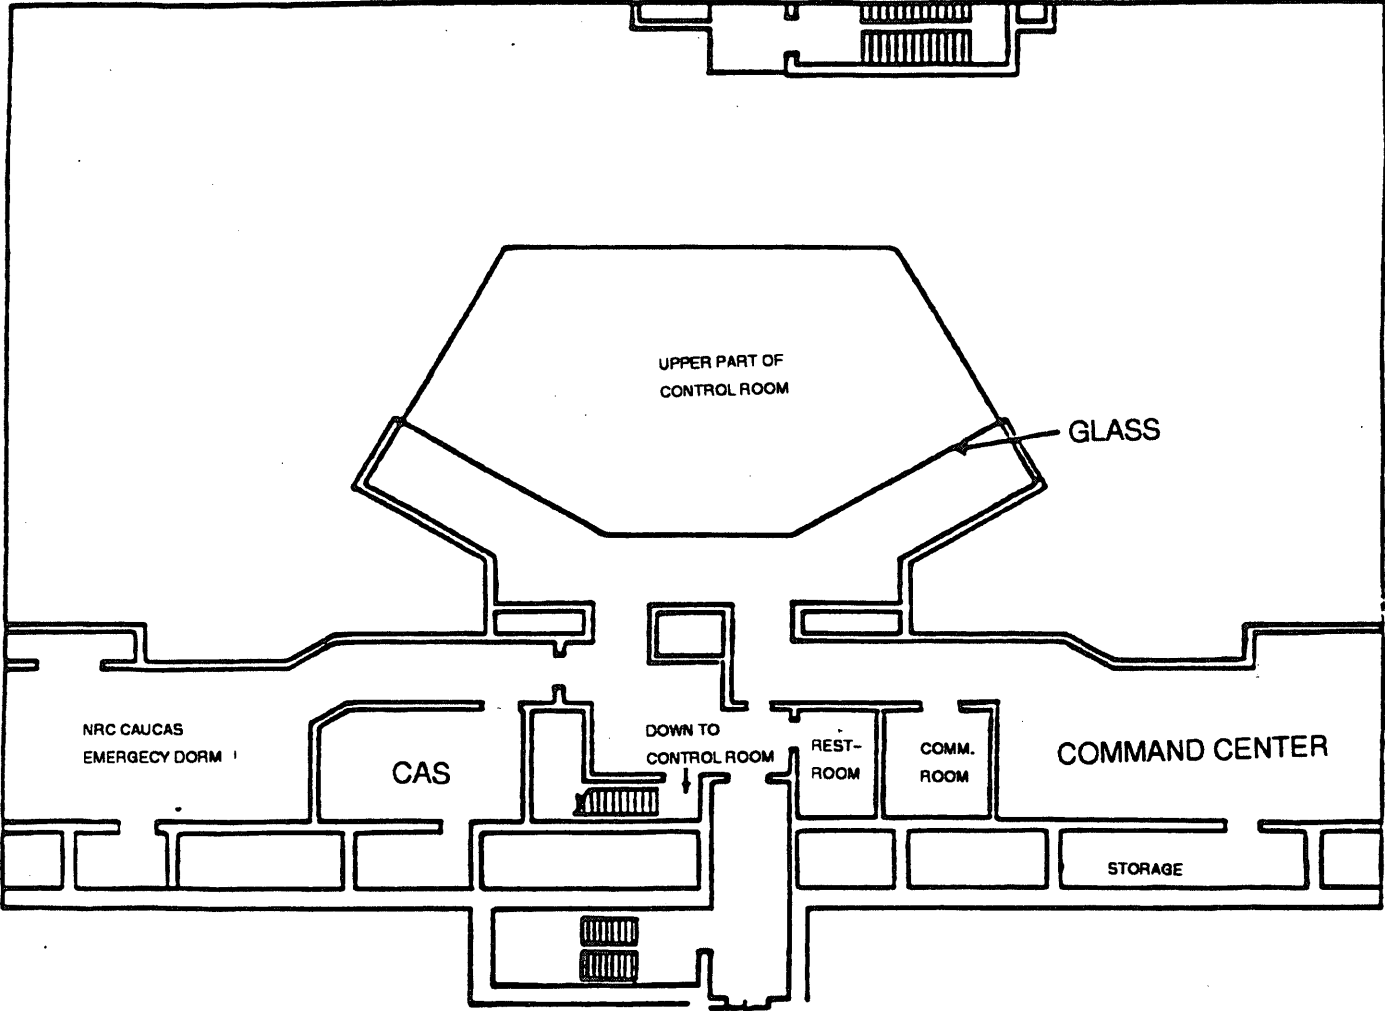 UPPER PART OF
CONTROL ROOM
GLASS
NRC CAUCAS
EMERGECY DORM
CAS
DOWN TO
CONTROL ROOM
REST-
ROOM
COMM.
ROOM
COMMAND CENTER
STORAGE